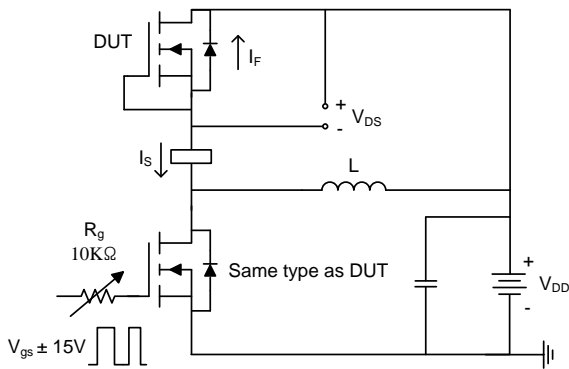 DUT
I_F
+
V_DS
-
I_S
L
R_g
10KΩ
Same type as DUT
+
V_DD
-
V_gs ± 15V